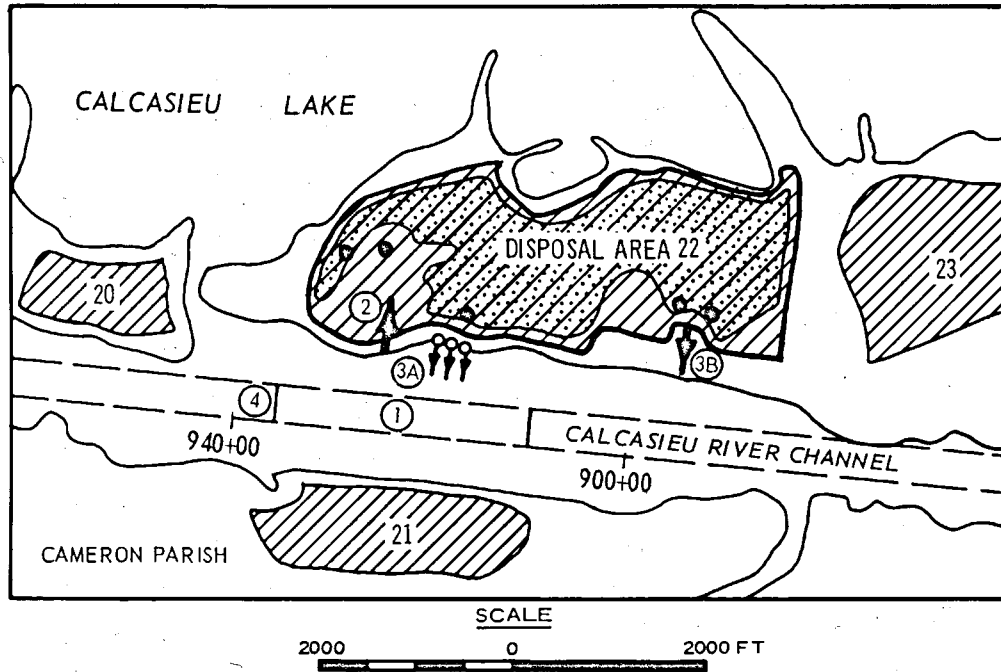 CALCASIEU LAKE
DISPOSAL AREA 22
20
23
2
3A
3B
4
1
940+00
CALCASIEU RIVER CHANNEL
900+00
21
CAMERON PARISH
SCALE
2000 0 2000 FT